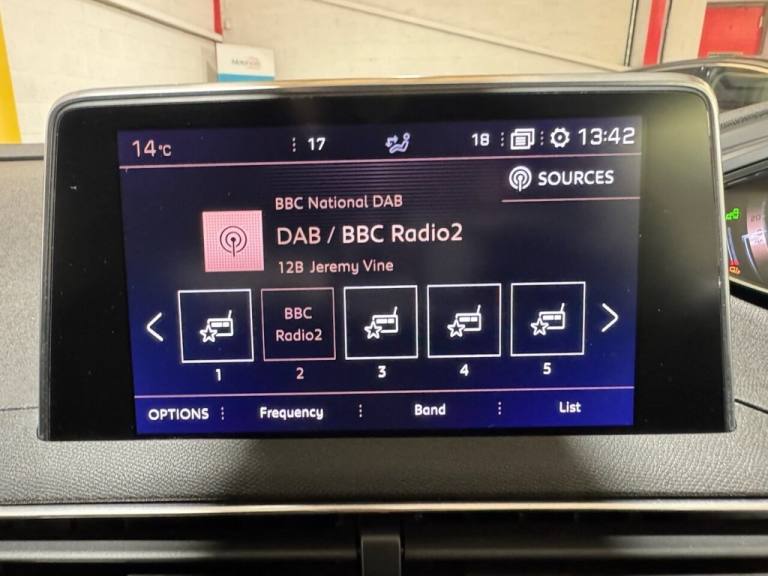 14°C 17 18 13:42
SOURCES
BBC National DAB
DAB / BBC Radio2
12B Jeremy Vine
BBC
Radio2
1 2 3 4 5
OPTIONS Frequency Band List